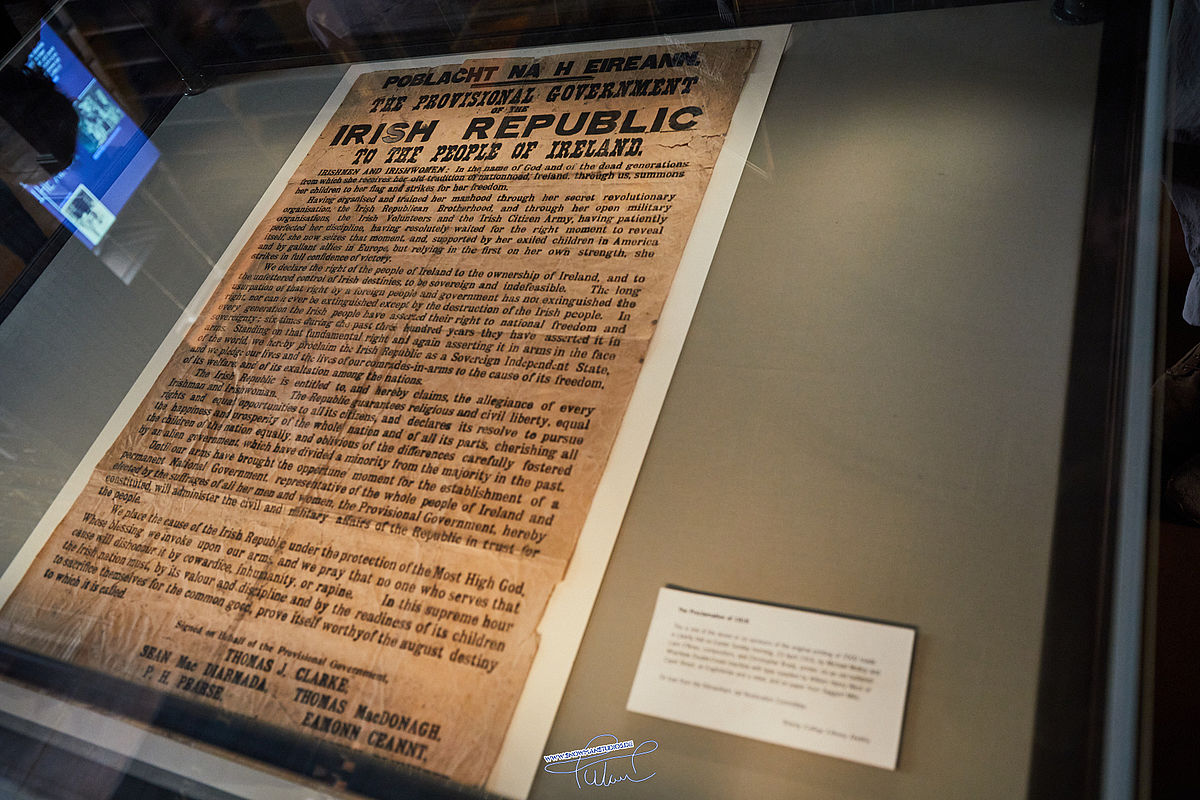 POBLACHT NA H EIREANN.
THE PROVISIONAL GOVERNMENT
OF THE
IRISH REPUBLIC
TO THE PEOPLE OF IRELAND.
IRISHMEN AND IRISHWOMEN: In the name of God and of the dead generations
from which she receives her old tradition of nationhood, Ireland, through us, summons
her children to her flag and strikes for her freedom.
Having organised and trained her manhood through her secret revolutionary
organisation, the Irish Republican Brotherhood, and through her open military
organisations, the Irish Volunteers and the Irish Citizen Army, having patiently
perfected her discipline, having resolutely waited for the right moment to reveal
itself, she now seizes that moment, and, supported by her exiled children in America
and by gallant allies in Europe, but relying in the first on her own strength, she
strikes in full confidence of victory.
We declare the right of the people of Ireland to the ownership of Ireland, and to
the unfettered control of Irish destinies, to be sovereign and indefeasible. The long
usurpation of that right by a foreign people and government has not extinguished the
right, nor can it ever be extinguished except by the destruction of the Irish people. In
every generation the Irish people have asserted their right to national freedom and
sovereignty; six times during the past three hundred years they have asserted it in
arms. Standing on that fundamental right and again asserting it in arms in the face
of the world, we hereby proclaim the Irish Republic as a Sovereign Independent State,
and we pledge our lives and the lives of our comrades-in-arms to the cause of its freedom,
of its welfare, and of its exaltation among the nations.
The Irish Republic is entitled to, and hereby claims, the allegiance of every
Irishman and Irishwoman. The Republic guarantees religious and civil liberty, equal
rights and equal opportunities to all its citizens, and declares its resolve to pursue
the happiness and prosperity of the whole nation and of all its parts, cherishing all
the children of the nation equally, and oblivious of the differences carefully fostered
by an alien government, which have divided a minority from the majority in the past.
Until our arms have brought the opportune moment for the establishment of a
permanent National Government, representative of the whole people of Ireland and
elected by the suffrages of all her men and women, the Provisional Government, hereby
constituted, will administer the civil and military affairs of the Republic in trust for
the people.
We place the cause of the Irish Republic under the protection of the Most High God,
Whose blessing we invoke upon our arms, and we pray that no one who serves that
cause will dishonour it by cowardice, inhumanity, or rapine. In this supreme hour
the Irish nation must, by its valour and discipline and by the readiness of its children
to sacrifice themselves for the common good, prove itself worthy of the august destiny
to which it is called.
Signed on Behalf of the Provisional Government,
THOMAS J. CLARKE,
SEAN Mac DIARMADA, THOMAS MacDONAGH,
P. H. PEARSE, EAMONN CEANNT,
The Proclamation of 1916